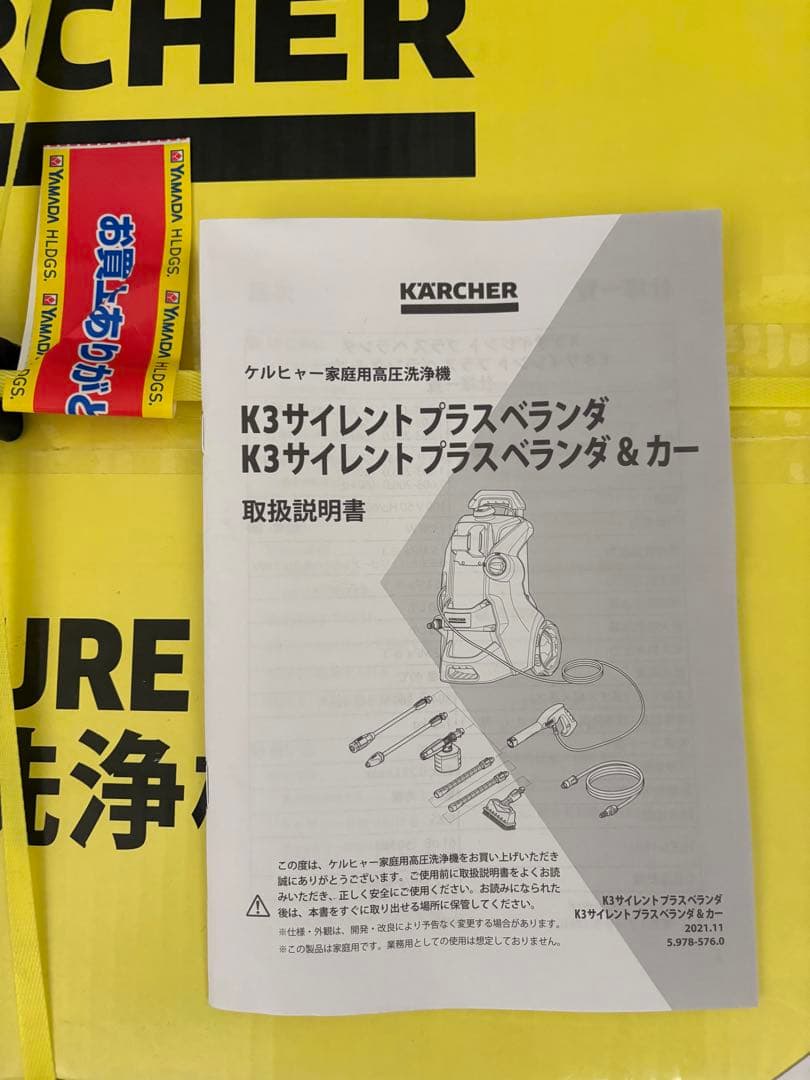 RCHER
YAMADA HLDGS.
お買上ありがと
YAMADA HLDGS.
YAMADA
YAMADA
KÄRCHER
ケルヒャー家庭用高圧洗浄機
K3サイレント プラス ベランダ
K3サイレント プラス ベランダ & カー
取扱説明書
URE
洗浄
この度は、ケルヒャー家庭用高圧洗浄機をお買い上げいただき
誠にありがとうございます。ご使用前に取扱説明書をよくお読
みいただき、正しく安全にご使用ください。お読みになられた
後は、本書をすぐに取り出せる場所に保管してください。
※仕様・外観は、開発・改良により予告なく変更する場合があります。
※この製品は家庭用です。業務用としての使用は想定しておりません。
K3サイレントプラスベランダ
K3サイレントプラスベランダ&カー
2021.11
5.978-576.0